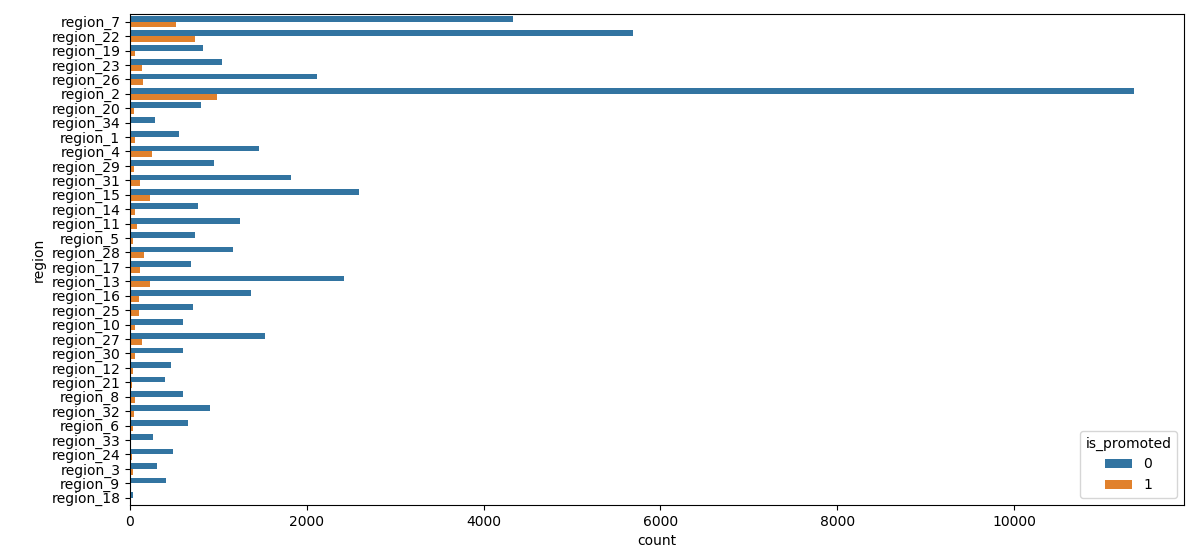 region_7
region_22
region_19
region_23
region_26
region_2
region_20
region_34
region_1
region_4
region_29
region_31
region_15
region_14
region_11
region_5
region_28
region_17
region_13
region_16
region_25
region_10
region_27
region_30
region_12
region_21
region_8
region_32
region_6
region_33
region_24
region_3
region_9
region_18
region
0 2000 4000 6000 8000 10000
count
is_promoted
0
1